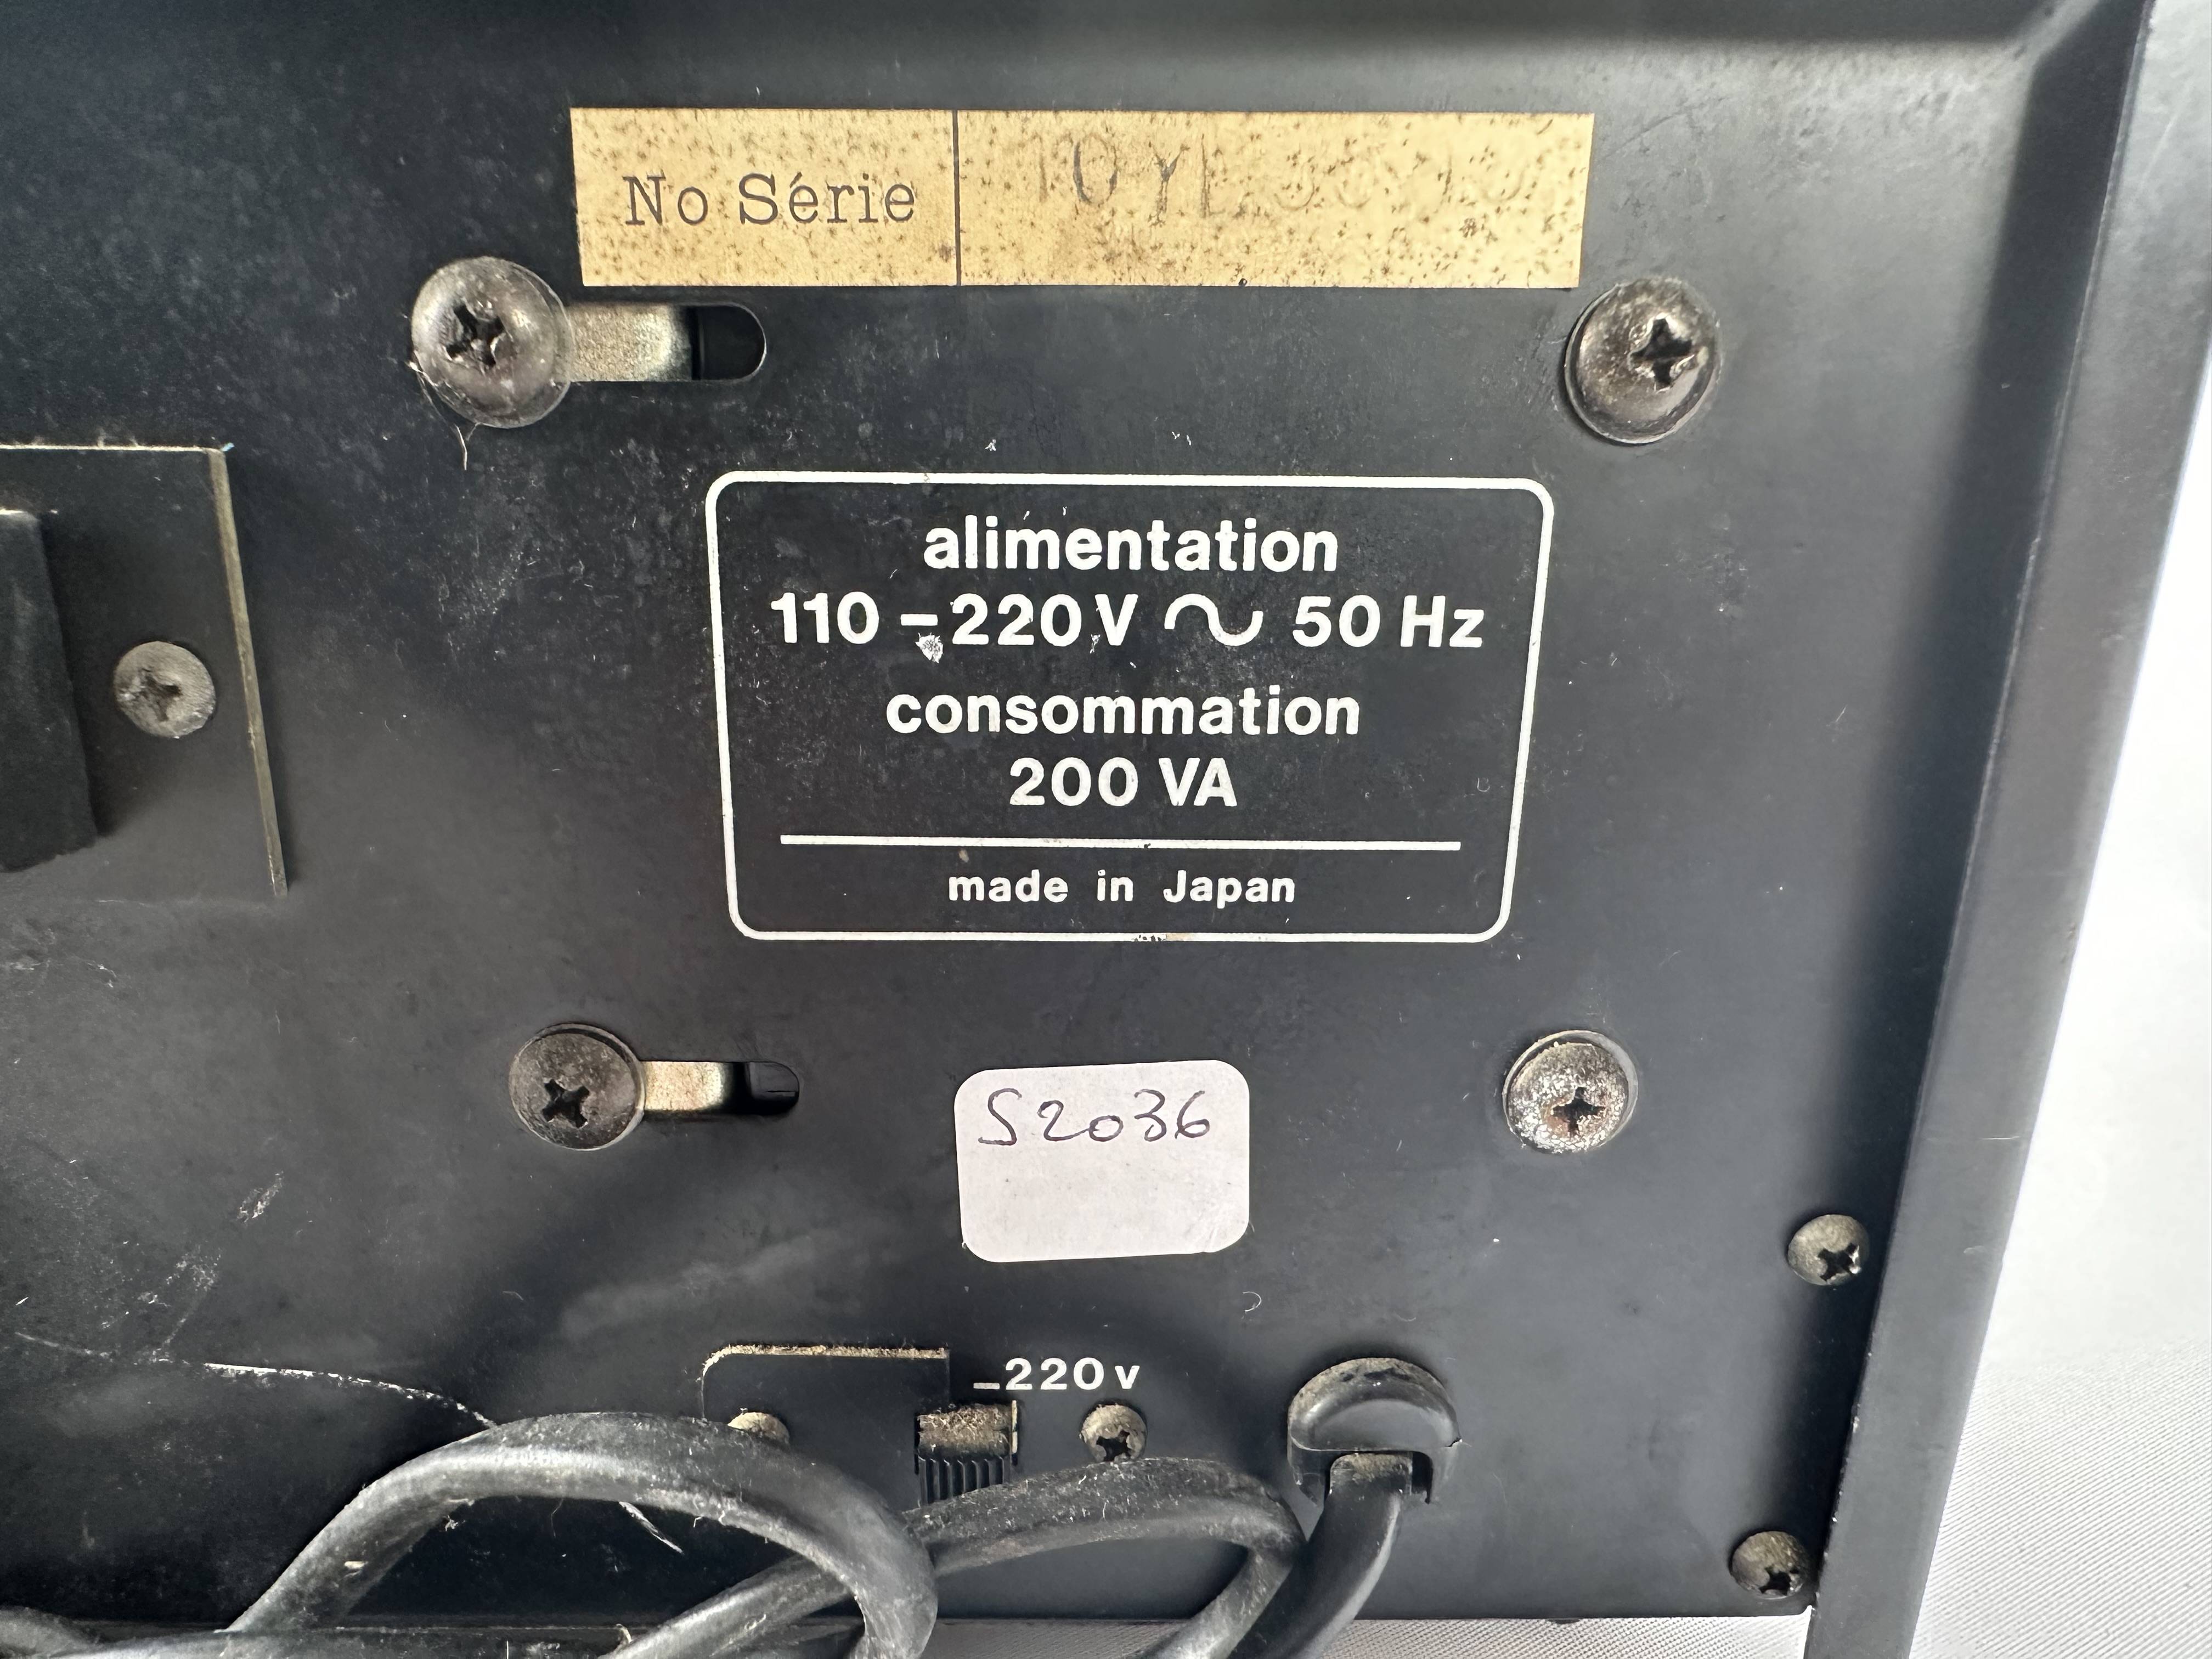 No Série
alimentation
110 – 220 V ∿ 50 Hz
consommation
200 VA
made in Japan
S2036
220 v